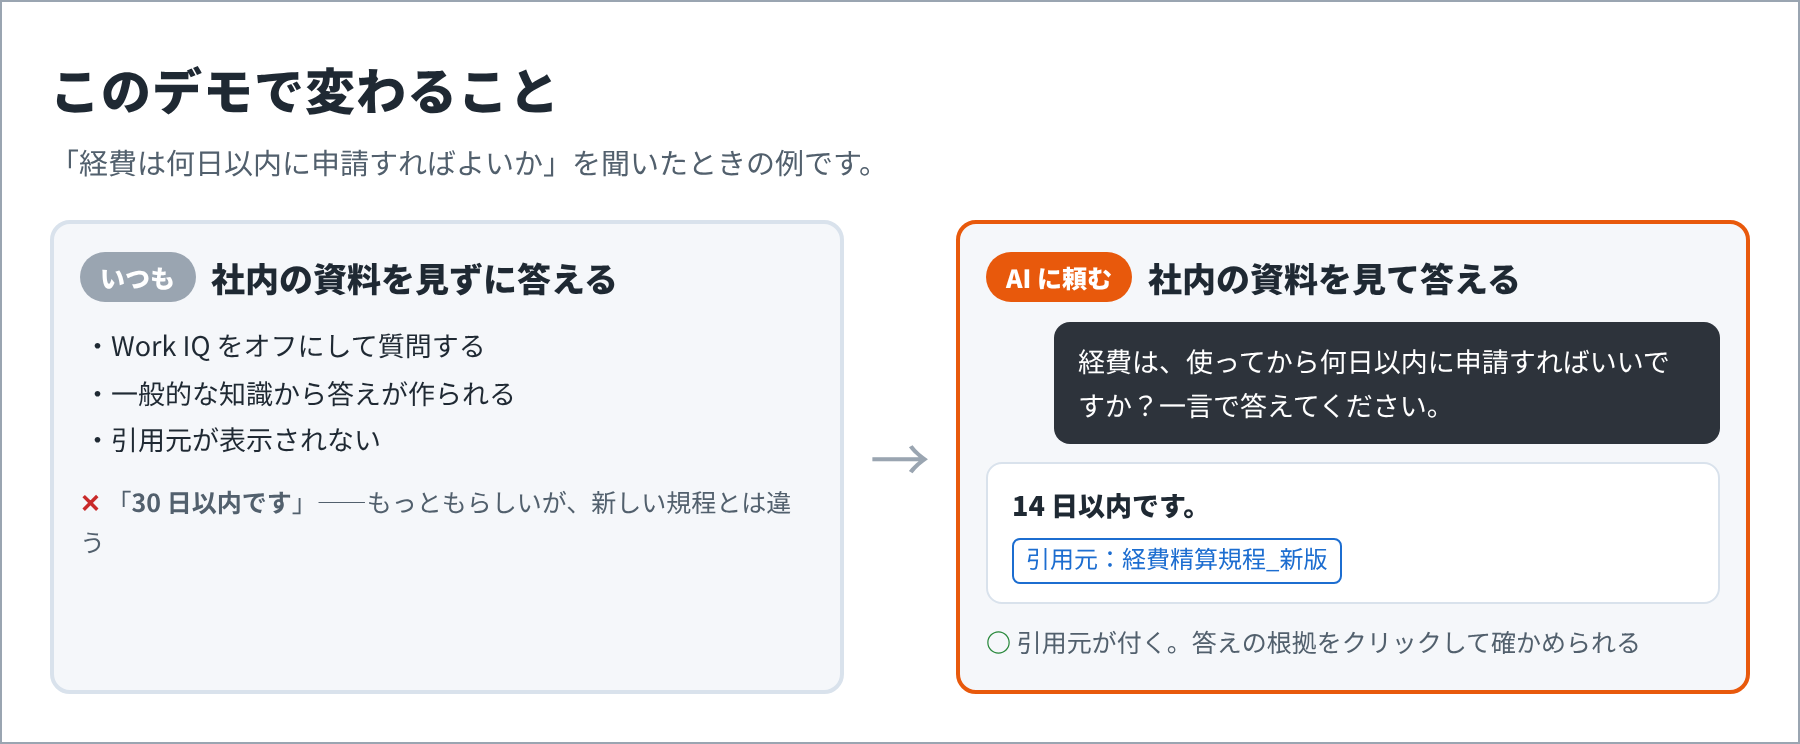 このデモで変わること
「経費は何日以内に申請すればよいか」を聞いたときの例です。
いつも 社内の資料を見ずに答える
・Work IQ をオフにして質問する
・一般的な知識から答えが作られる
・引用元が表示されない
× 「30 日以内です」——もっともらしいが、新しい規程とは違
う
→
AI に頼む 社内の資料を見て答える
経費は、使ってから何日以内に申請すればいいで
すか？一言で答えてください。
14 日以内です。
引用元：経費精算規程_新版
○ 引用元が付く。答えの根拠をクリックして確かめられる